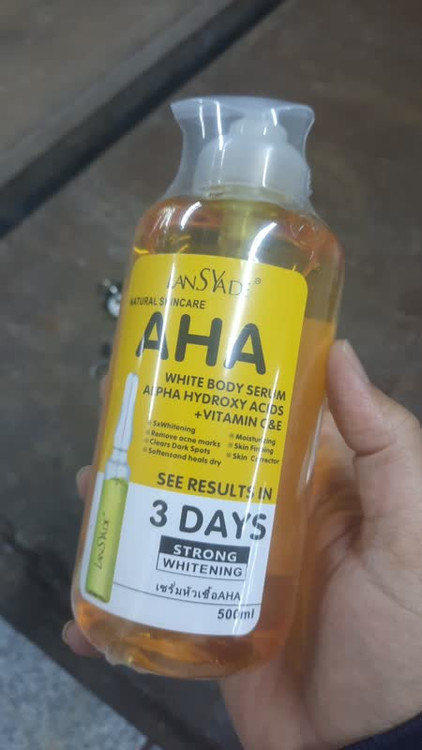 LANSYADE®
NATURAL SKINCARE
AHA
WHITE BODY SERUM
ALPHA HYDROXY ACIDS
+VITAMIN C&E
5xWhitening
Remove acne morks
Clears Dark Spots
Softensand heals dry
Moisturizing
Skin Firming
Skin Corrector
SEE RESULTS IN
3 DAYS
STRONG
WHITENING
เซรั่มหัวเชื้อAHA
500ml
LANSYADE®